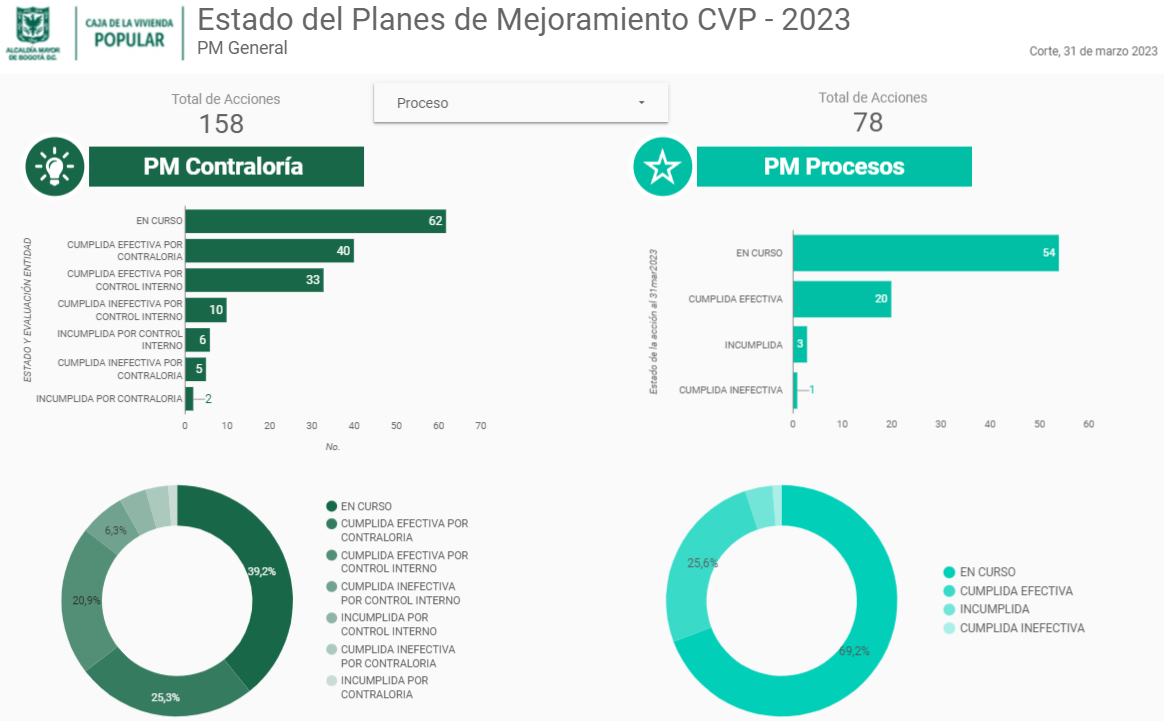 ALCALDÍA MAYOR
DE BOGOTÁ D.C.
CAJA DE LA VIVIENDA
POPULAR
Estado del Planes de Mejoramiento CVP - 2023
PM General
Corte, 31 de marzo 2023
Total de Acciones
158
Proceso
Total de Acciones
78
PM Contraloría
PM Procesos
ESTADO Y EVALUACIÓN ENTIDAD
EN CURSO
62
CUMPLIDA EFECTIVA POR
CONTRALORIA
40
CUMPLIDA EFECTIVA POR
CONTROL INTERNO
33
CUMPLIDA INEFECTIVA POR
CONTROL INTERNO
10
INCUMPLIDA POR CONTROL
INTERNO
6
CUMPLIDA INEFECTIVA POR
CONTRALORIA
5
INCUMPLIDA POR CONTRALORIA
2
0 10 20 30 40 50 60 70
No.
Estado de la acción al 31mar2023
EN CURSO
54
CUMPLIDA EFECTIVA
20
INCUMPLIDA
3
CUMPLIDA INEFECTIVA
1
0 10 20 30 40 50 60
39,2%
25,3%
20,9%
6,3%
EN CURSO
CUMPLIDA EFECTIVA POR
CONTRALORIA
CUMPLIDA EFECTIVA POR
CONTROL INTERNO
CUMPLIDA INEFECTIVA
POR CONTROL INTERNO
INCUMPLIDA POR
CONTROL INTERNO
CUMPLIDA INEFECTIVA
POR CONTRALORIA
INCUMPLIDA POR
CONTRALORIA
25,6%
69,2%
EN CURSO
CUMPLIDA EFECTIVA
INCUMPLIDA
CUMPLIDA INEFECTIVA